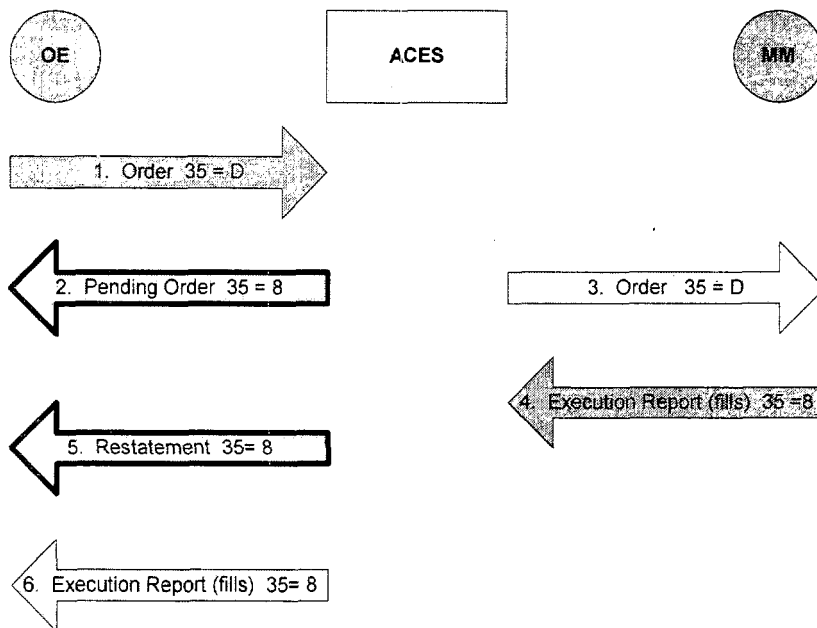 OE
ACES
MM
1. Order 35 = D
2. Pending Order 35 = 8
3. Order 35 = D
4. Execution Report (fills) 35 =8
5. Restatement 35= 8
6. Execution Report (fills) 35= 8